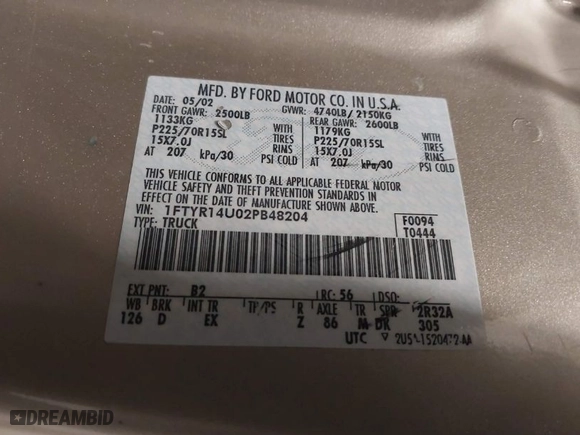 MFD. BY FORD MOTOR CO. IN U.S.A.
DATE: 05/02 GVWR: 4740LB/ 2150KG
FRONT GAWR: 2500LB REAR GAWR: 2600LB
1133KG WITH 1179KG WITH
P225/70R15SL TIRES P225/70R15SL TIRES
15X7.0J RIMS 15X7.0J RIMS
AT 207 kPa/30 PSI COLD AT 207 kPa/30 PSI COLD
THIS VEHICLE CONFORMS TO ALL APPLICABLE FEDERAL MOTOR
VEHICLE SAFETY AND THEFT PREVENTION STANDARDS IN
EFFECT ON THE DATE OF MANUFACTURE SHOWN ABOVE.
VIN: 1FTYR14U02PB48204 F0094
TYPE: TRUCK T0444
EXT PNT: B2 RC: 56 DSO:
WB BRK INT TR TP/PS R AXLE TR SPR 2R32A
126 D EX Z 86 M DK 305
UTC
DREAMBID